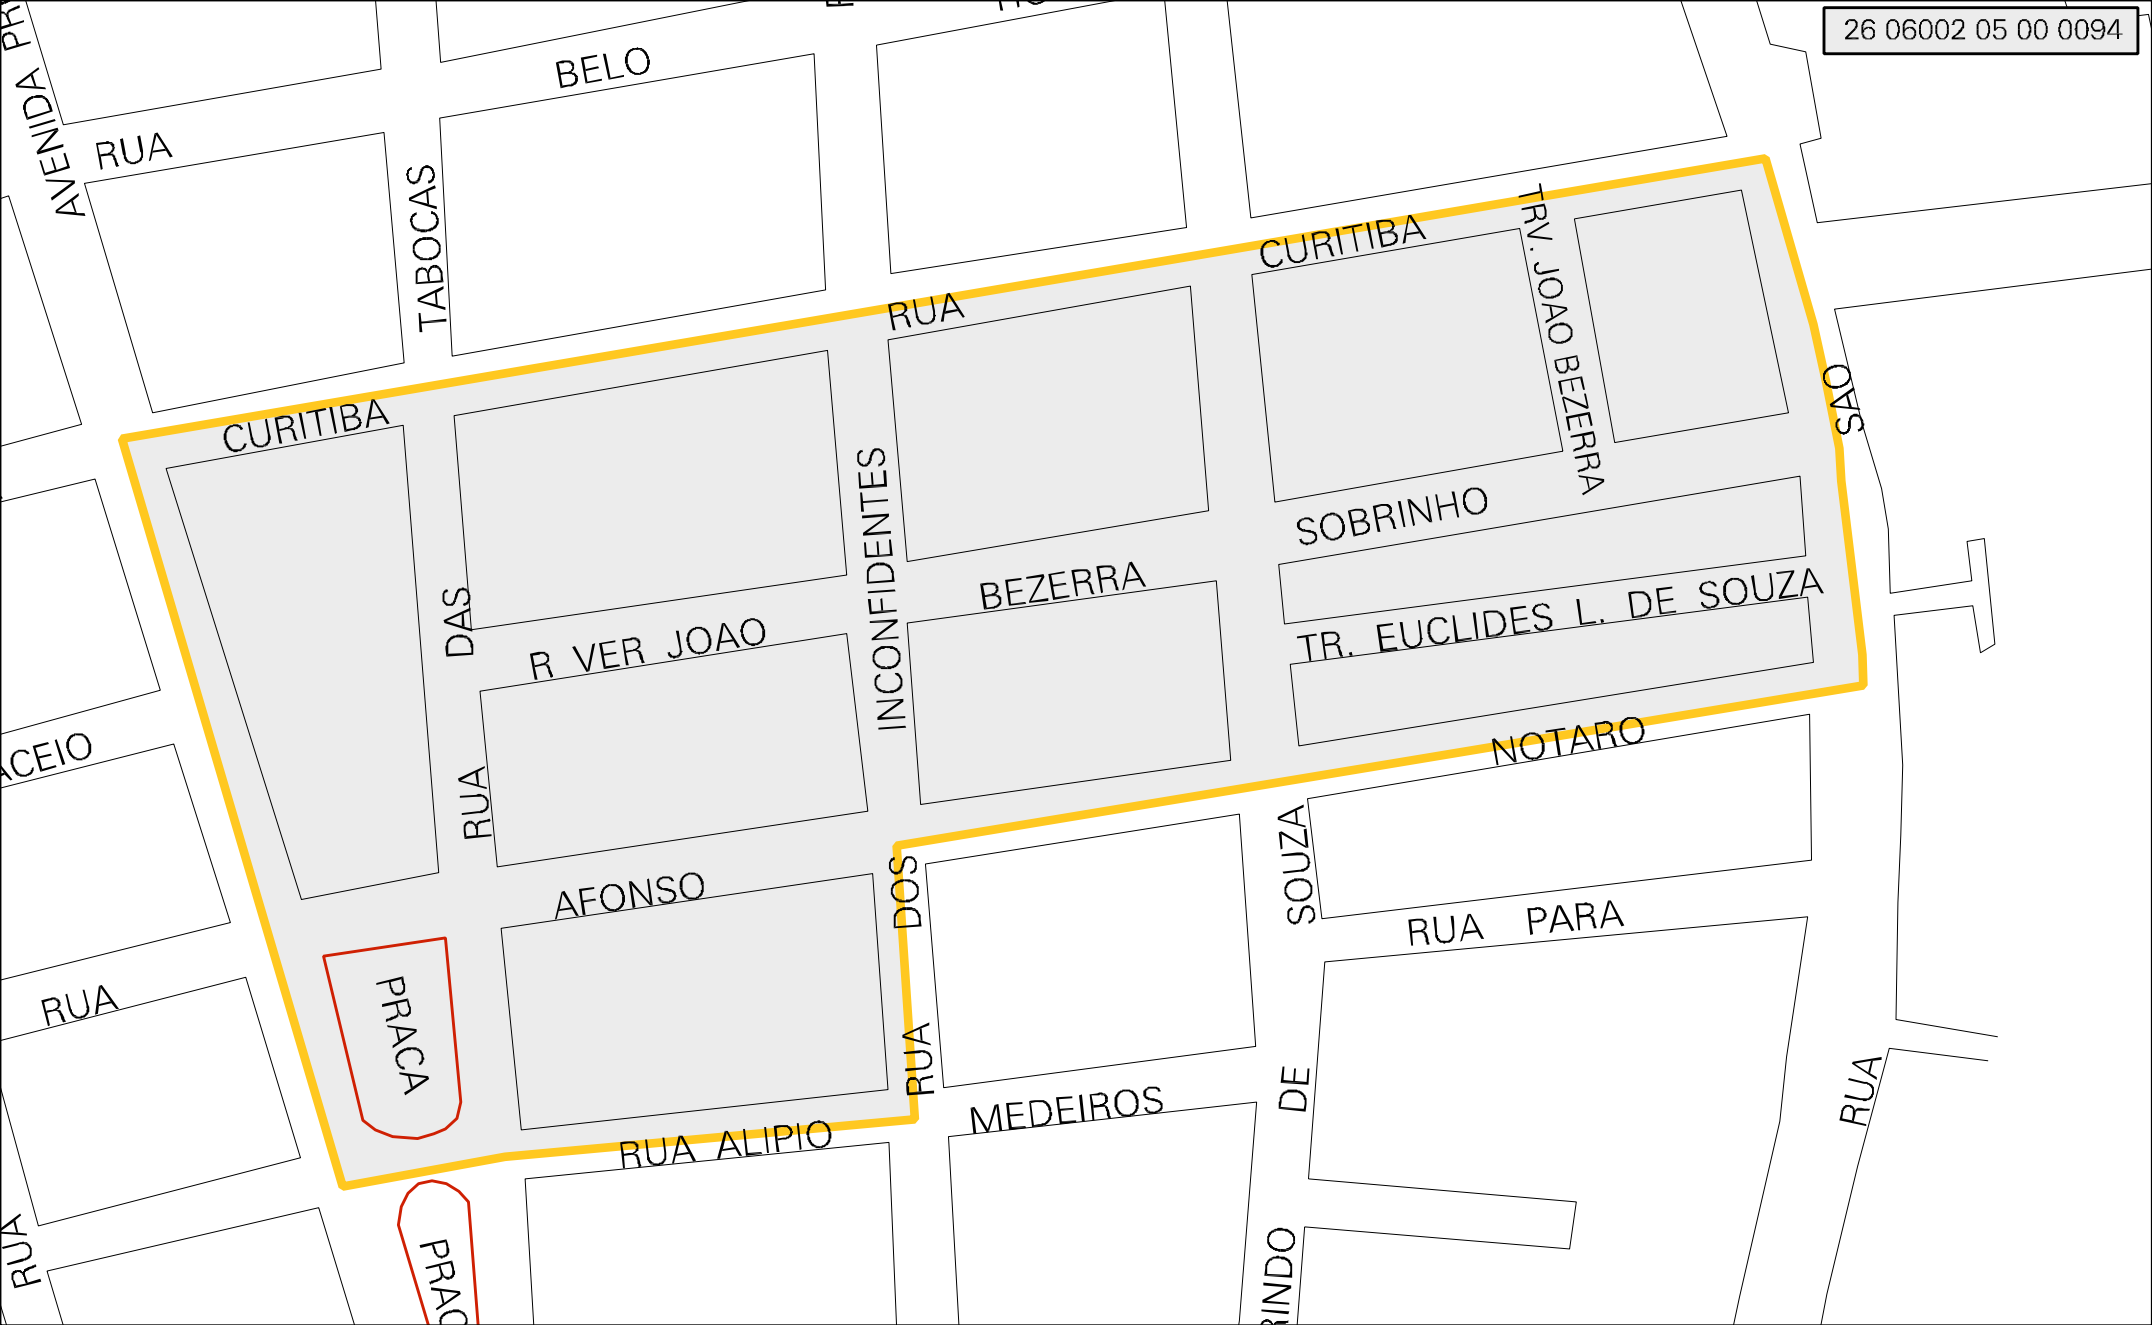 26 06002 05 00 0094
AVENIDA
BELO
RUA
TABOCAS
CURITIBA
RUA
CURITIBA
TRV. JOAO BEZERRA
SAO
INCONFIDENTES
SOBRINHO
BEZERRA
DAS
R VER JOAO
TR. EUCLIDES L. DE SOUZA
NOTARO
RUA
AFONSO
DOS
SOUZA
RUA PARA
RUA
PRACA
RUA
MEDEIROS
DE
RUA
RUA ALIPIO
RUA